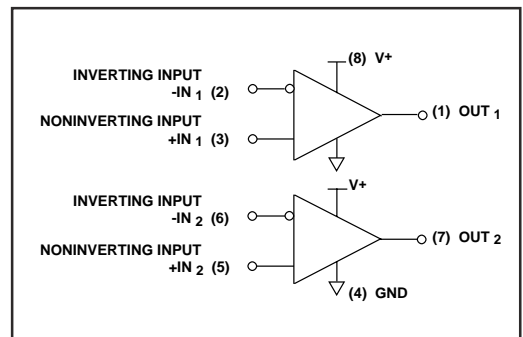 (8) V+
INVERTING INPUT
-IN 1 (2)
(1) OUT 1
NONINVERTING INPUT
+IN 1 (3)
V+
INVERTING INPUT
-IN 2 (6)
(7) OUT 2
NONINVERTING INPUT
+IN 2 (5)
(4) GND